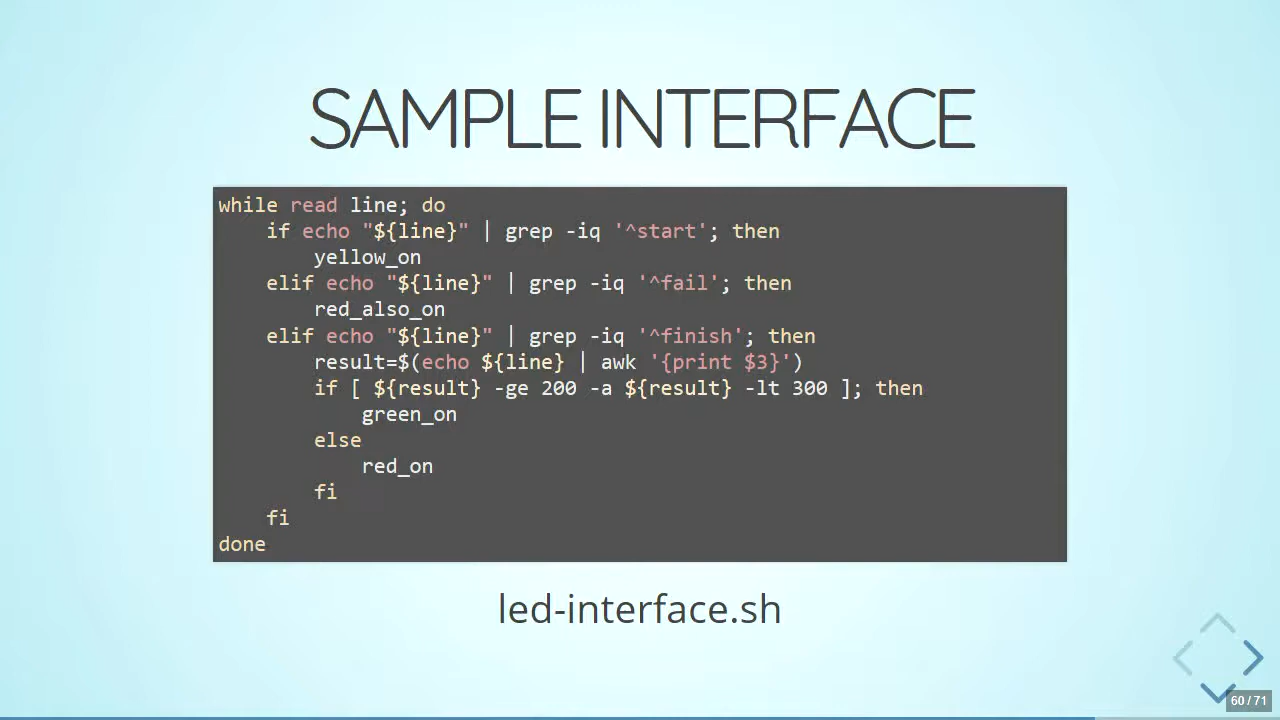 SAMPLE INTERFACE
while read line; do
    if echo "${line}" | grep -iq '^start'; then
        yellow_on
    elif echo "${line}" | grep -iq '^fail'; then
        red_also_on
    elif echo "${line}" | grep -iq '^finish'; then
        result=$(echo ${line} | awk '{print $3}')
        if [ ${result} -ge 200 -a ${result} -lt 300 ]; then
            green_on
        else
            red_on
        fi
    fi
done
led-interface.sh
60 / 71